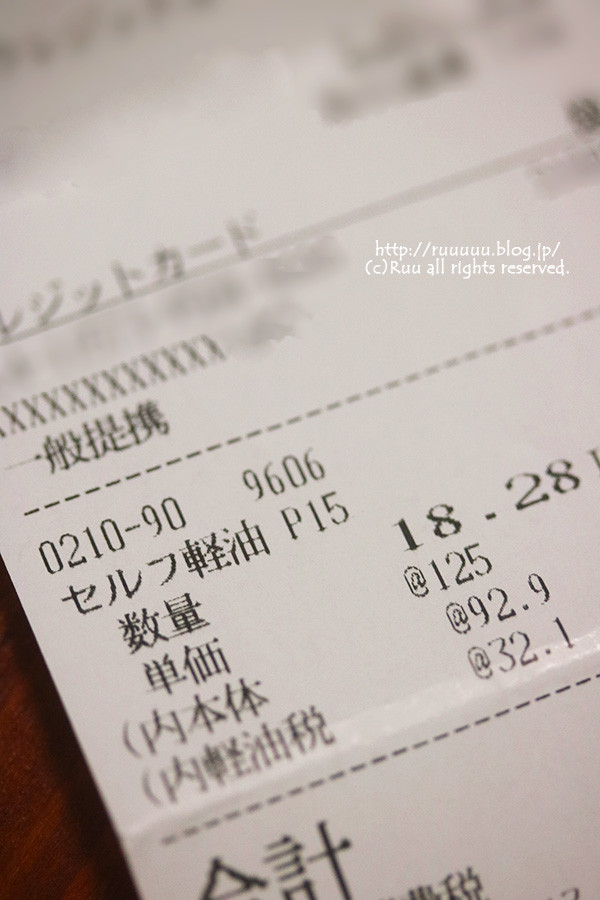 http://ruuuuu.blog.jp/
(c)Ruu all rights reserved.
レジットカード
XXXXXXXXXXXX
一般提携
0210-90 9606
セルフ軽油 P15
数量 18.28
単価 @125
(内本体 @92.9
(内軽油税 @32.1
合計
費税